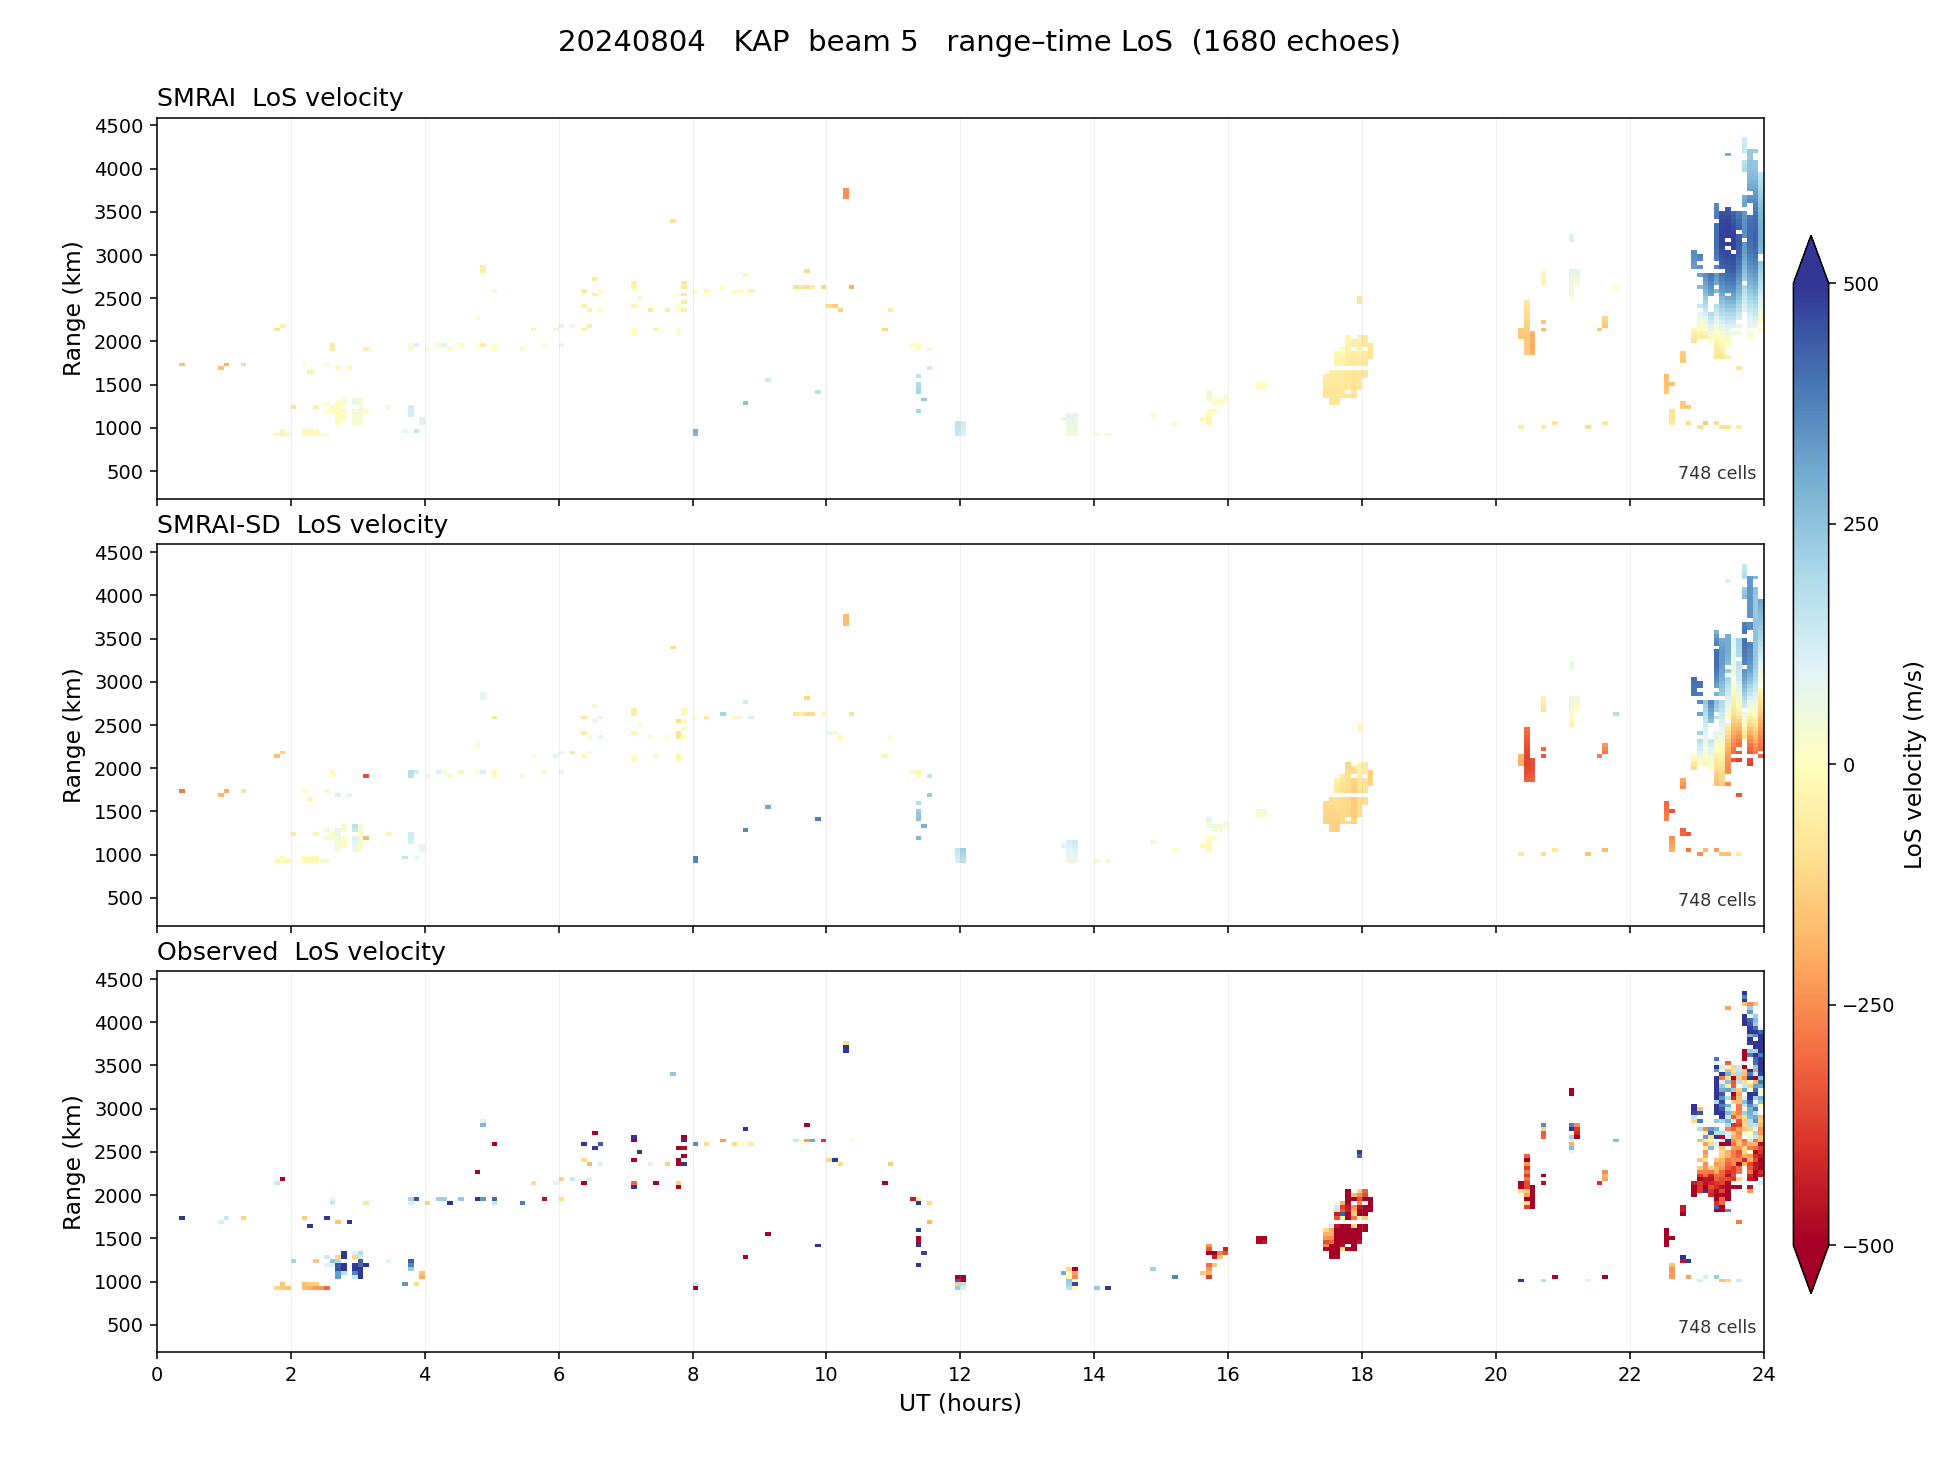 20240804   KAP  beam 5   range–time LoS  (1680 echoes)
SMRAI  LoS velocity
4500
4000
3500
3000
2500
2000
1500
1000
500
Range (km)
748 cells
SMRAI-SD  LoS velocity
4500
4000
3500
3000
2500
2000
1500
1000
500
Range (km)
748 cells
Observed  LoS velocity
4500
4000
3500
3000
2500
2000
1500
1000
500
Range (km)
748 cells
0 2 4 6 8 10 12 14 16 18 20 22 24
UT (hours)
500
250
0
−250
−500
LoS velocity (m/s)